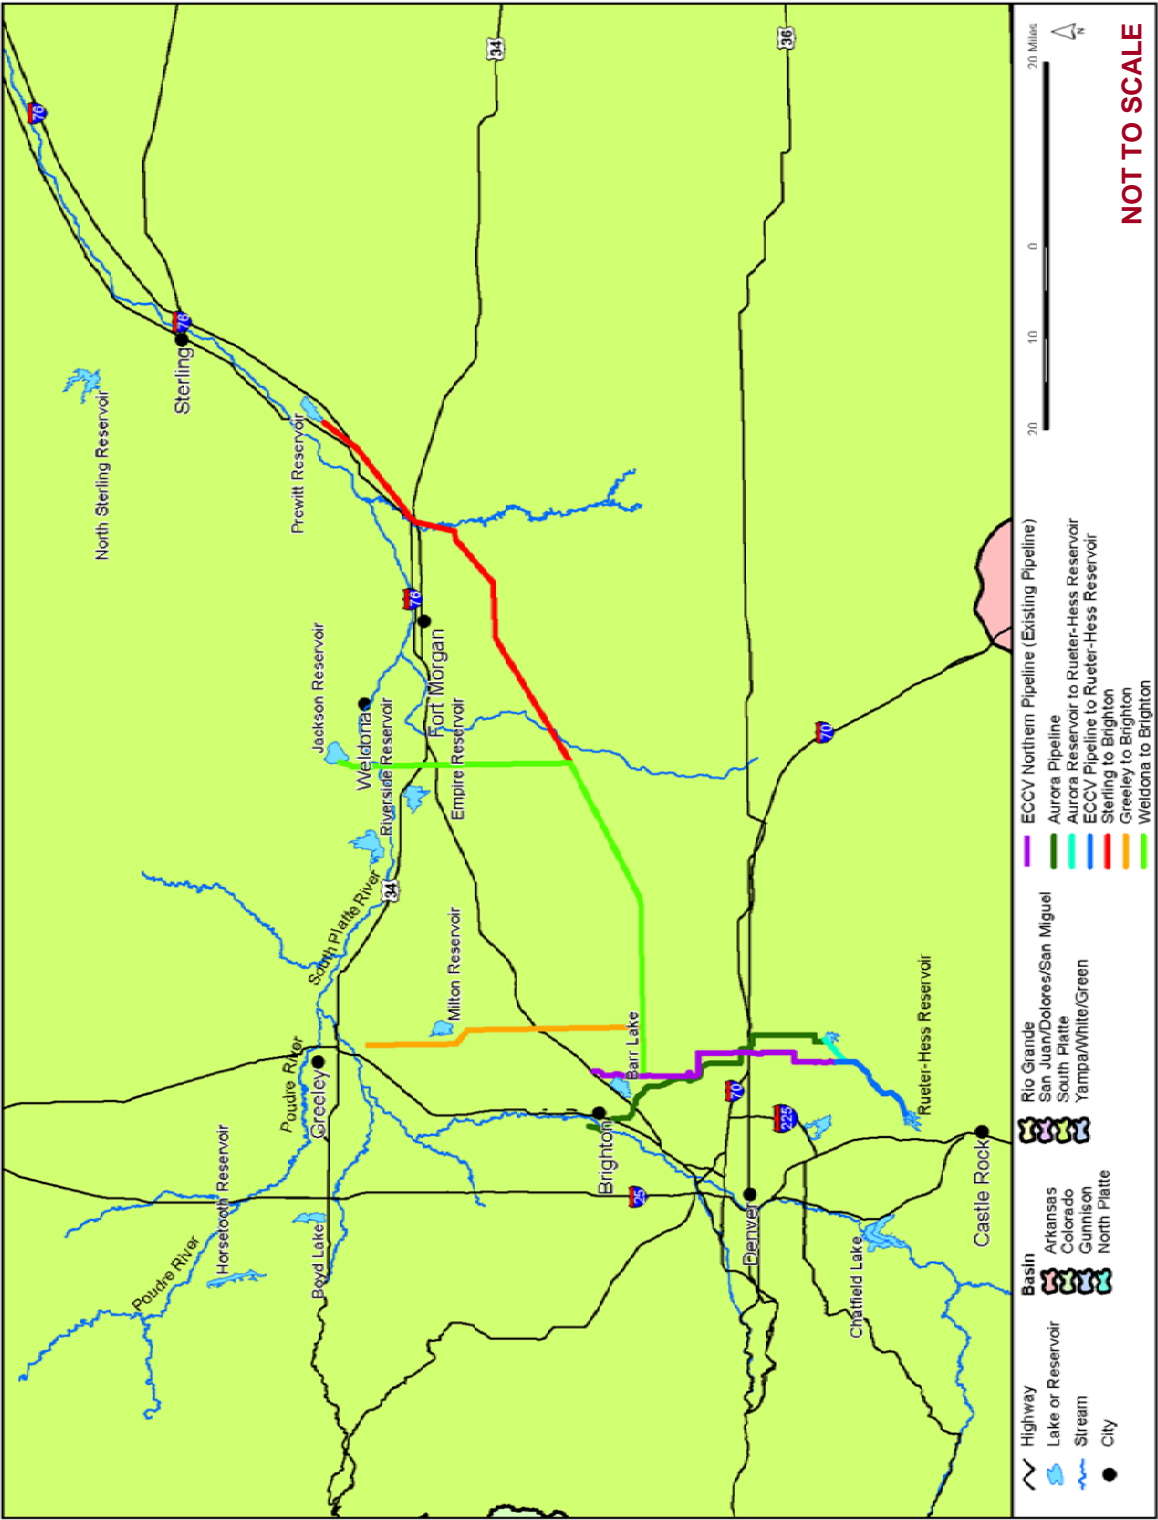 76
34
36
76
Sterling
North Sterling Reservoir
Prewitt Reservoir
76
Fort Morgan
Jackson Reservoir
Weldona
Riverside Reservoir
Empire Reservoir
34
South Platte River
Milton Reservoir
Barr Lake
70
Poudre River
Greeley
Brighton
70
225
Rueter-Hess Reservoir
Horsetooth Reservoir
25
Denver
Castle Rock
Poudre River
Boyd Lake
Chatfield Lake
Highway
Lake or Reservoir
Stream
City
Basin
Arkansas
Colorado
Gunnison
North Platte
Rio Grande
San Juan/Dolores/San Miguel
South Platte
Yampa/White/Green
ECCV Northern Pipeline (Existing Pipeline)
Aurora Pipeline
Aurora Reservoir to Rueter-Hess Reservoir
ECCV Pipeline to Rueter-Hess Reservoir
Sterling to Brighton
Greeley to Brighton
Weldona to Brighton
20 10 0 20 Miles
N
NOT TO SCALE